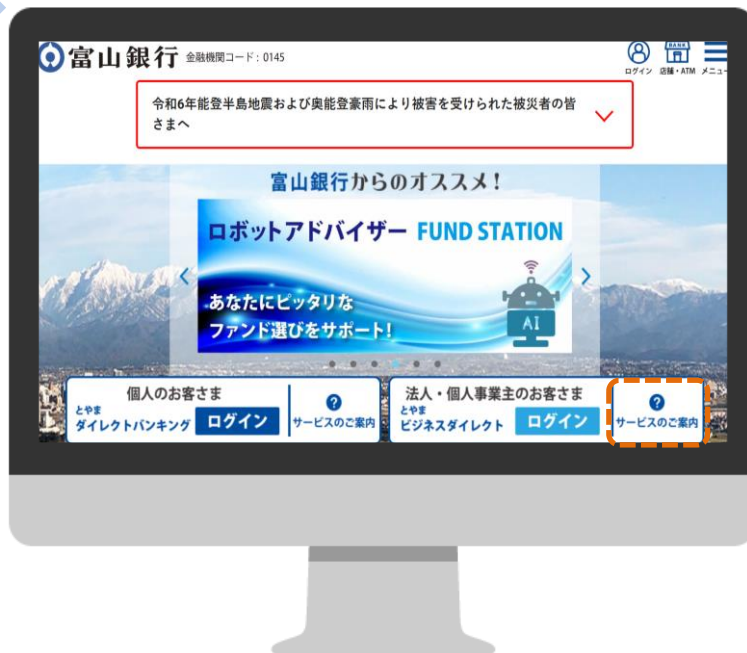 富山銀行 金融機関コード：0145
ログイン 店舗・ATM メニュー
BANK
令和6年能登半島地震および奥能登豪雨により被害を受けられた被災者の皆
さまへ
富山銀行からのオススメ！
ロボットアドバイザー FUND STATION
あなたにピッタリな
ファンド選びをサポート！
AI
個人のお客さま
とやま
ダイレクトバンキング ログイン
? サービスのご案内
法人・個人事業主のお客さま
とやま
ビジネスダイレクト ログイン
? サービスのご案内